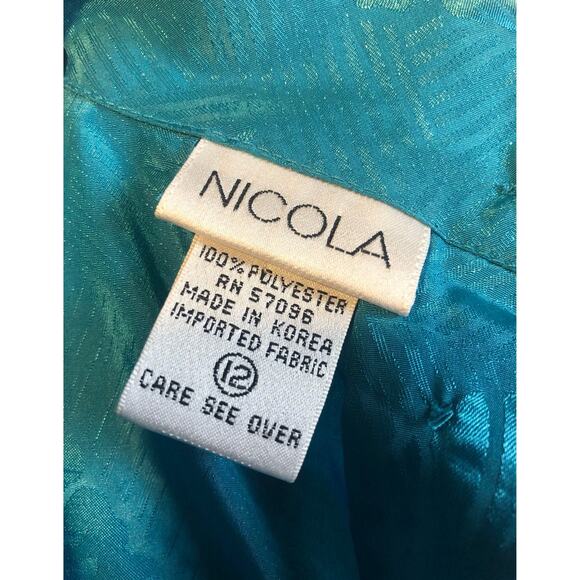 NICOLA
100% POLYESTER
RN 57096
MADE IN KOREA
IMPORTED FABRIC
12
CARE SEE OVER